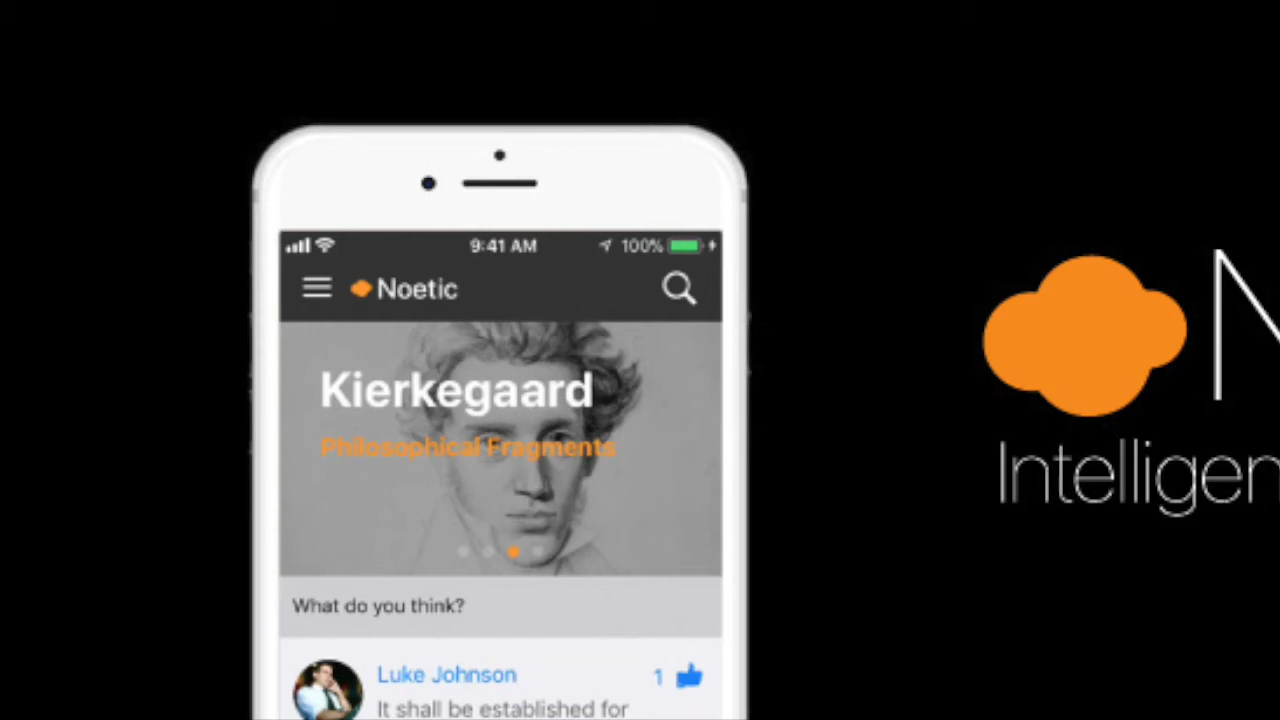 9:41 AM 100%
Noetic
Kierkegaard
Philosophical Fragments
What do you think?
Luke Johnson 1
It shall be established for
N
Intelligen